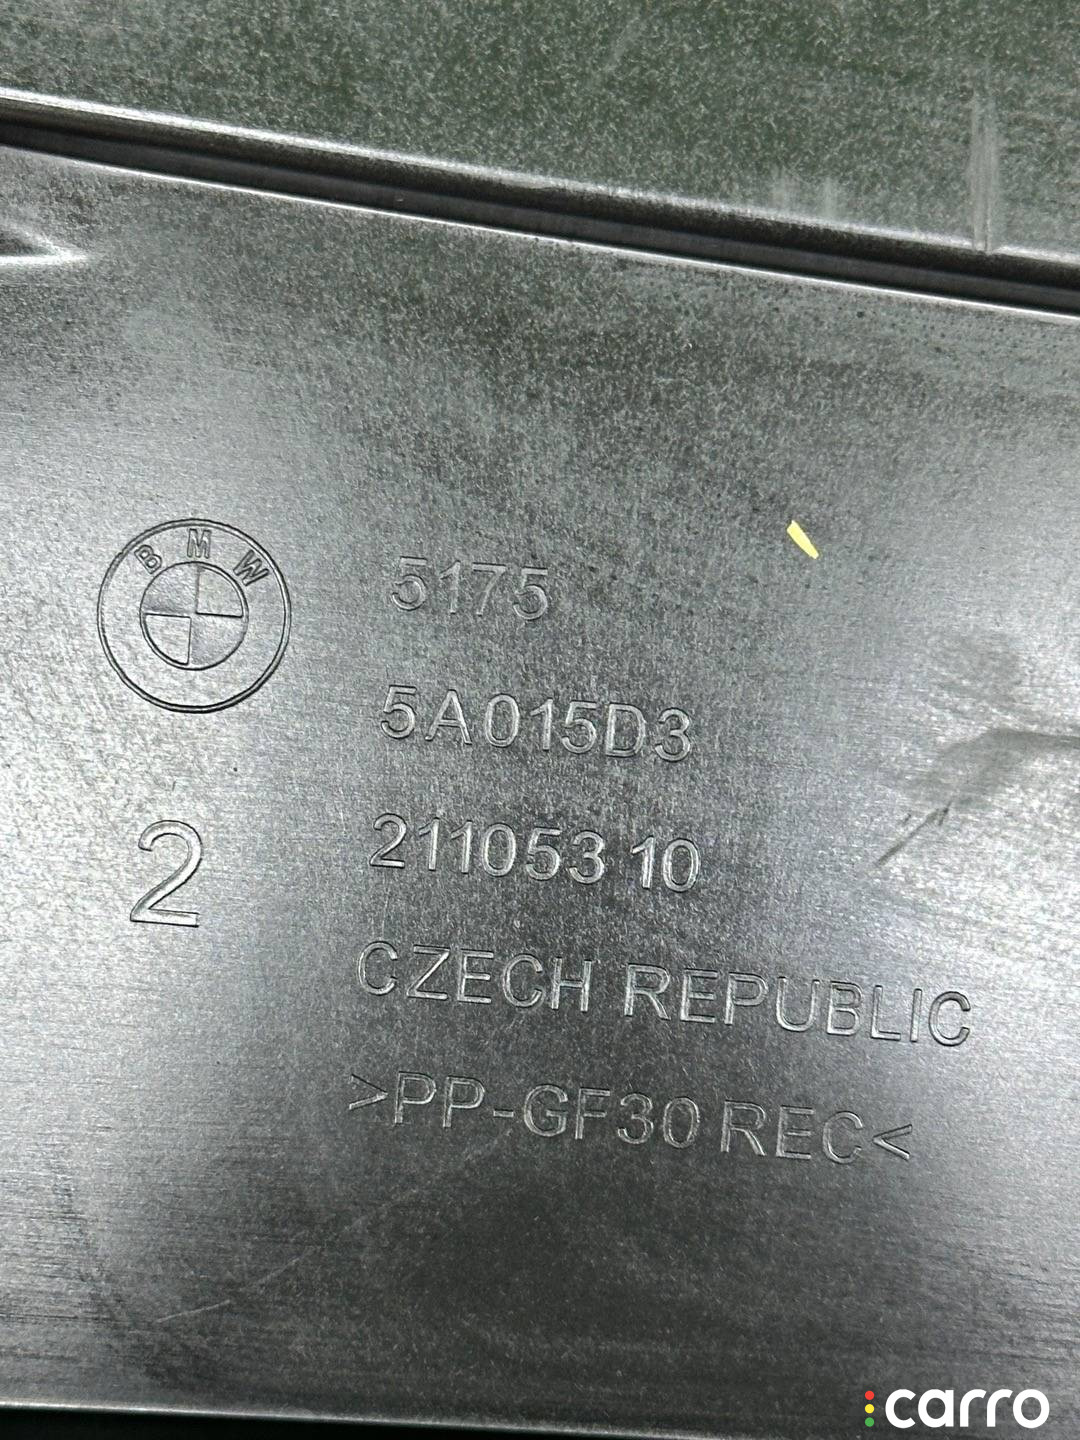 BMW
5175
5A015D3
2
211053 10
CZECH REPUBLIC
>PP-GF30 REC<
carro